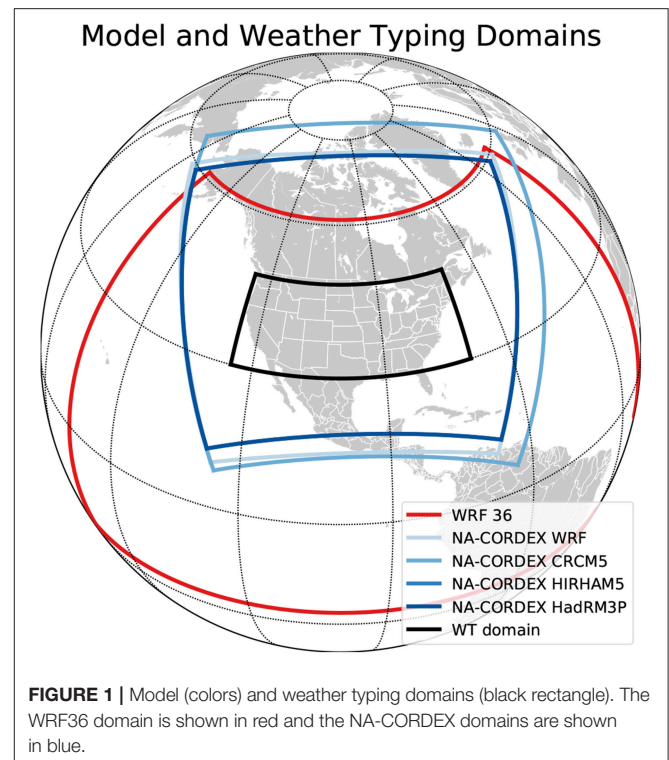 Model and Weather Typing Domains
WRF 36
NA-CORDEX WRF
NA-CORDEX CRCM5
NA-CORDEX HIRHAM5
NA-CORDEX HadRM3P
WT domain
FIGURE 1 | Model (colors) and weather typing domains (black rectangle). The
WRF36 domain is shown in red and the NA-CORDEX domains are shown
in blue.